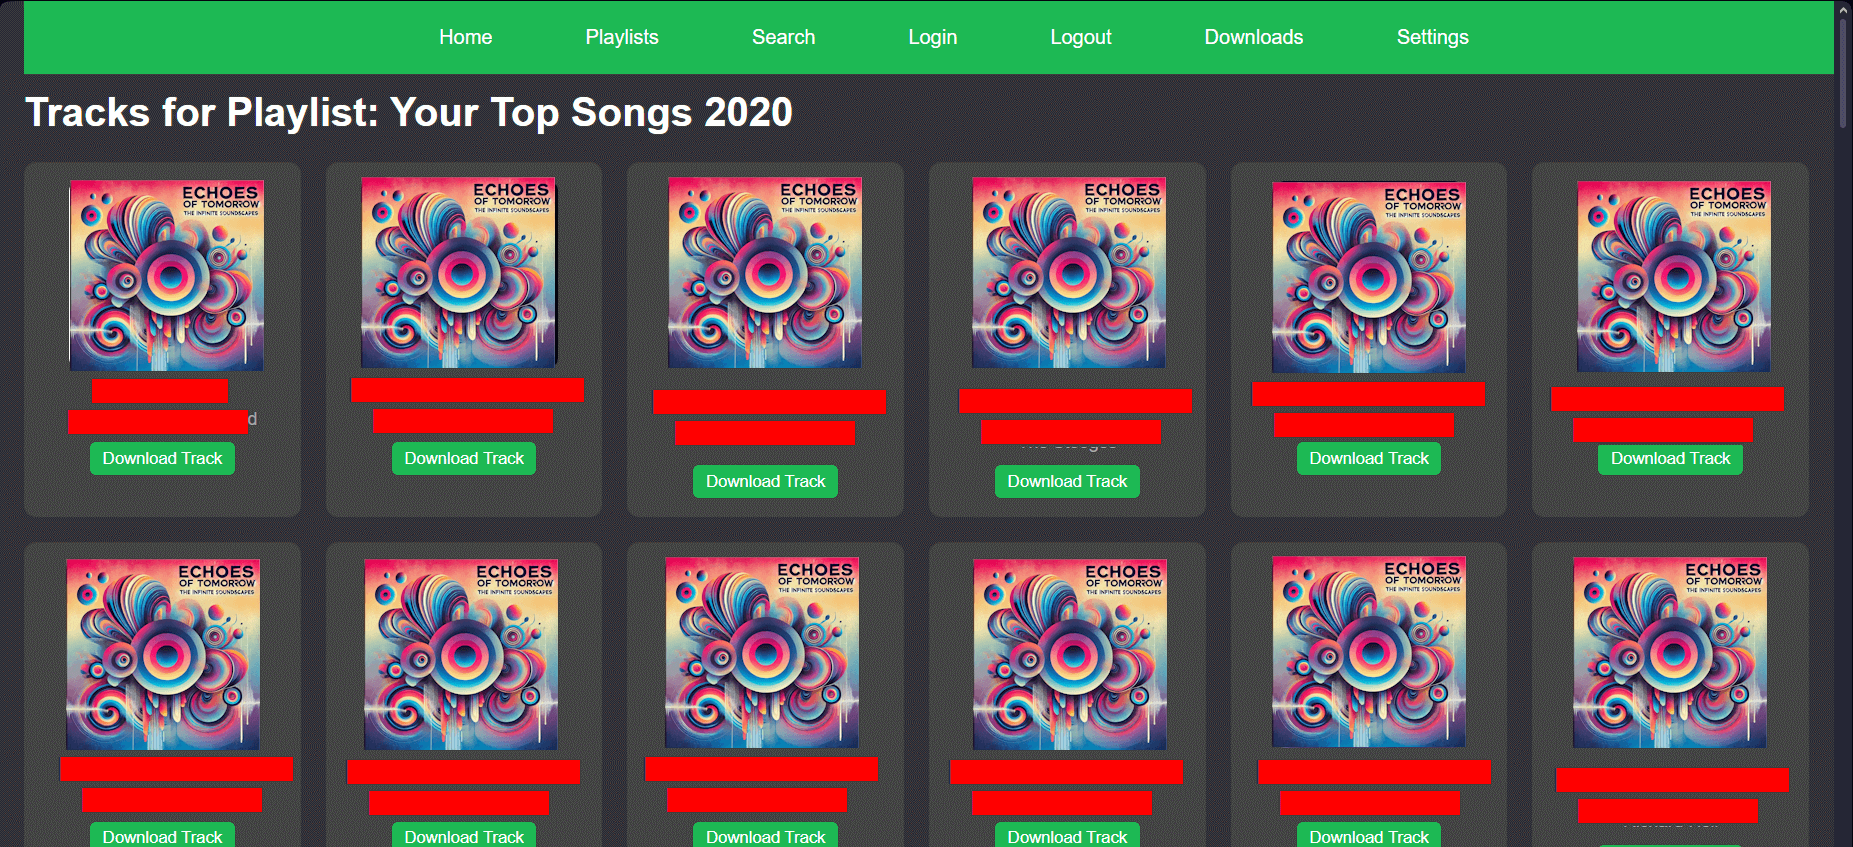 Home Playlists Search Login Logout Downloads Settings
Tracks for Playlist: Your Top Songs 2020
ECHOES
OF TOMORROW
THE INFINITE SOUNDSCAPES
ECHOES
OF TOMORROW
THE INFINITE SOUNDSCAPES
ECHOES
OF TOMORROW
THE INFINITE SOUNDSCAPES
ECHOES
OF TOMORROW
THE INFINITE SOUNDSCAPES
ECHOES
OF TOMORROW
THE INFINITE SOUNDSCAPES
ECHOES
OF TOMORROW
THE INFINITE SOUNDSCAPES
d
Download Track
Download Track
Download Track
Download Track
Download Track
Download Track
ECHOES
OF TOMORROW
THE INFINITE SOUNDSCAPES
ECHOES
OF TOMORROW
THE INFINITE SOUNDSCAPES
ECHOES
OF TOMORROW
THE INFINITE SOUNDSCAPES
ECHOES
OF TOMORROW
THE INFINITE SOUNDSCAPES
ECHOES
OF TOMORROW
THE INFINITE SOUNDSCAPES
ECHOES
OF TOMORROW
THE INFINITE SOUNDSCAPES
Download Track
Download Track
Download Track
Download Track
Download Track